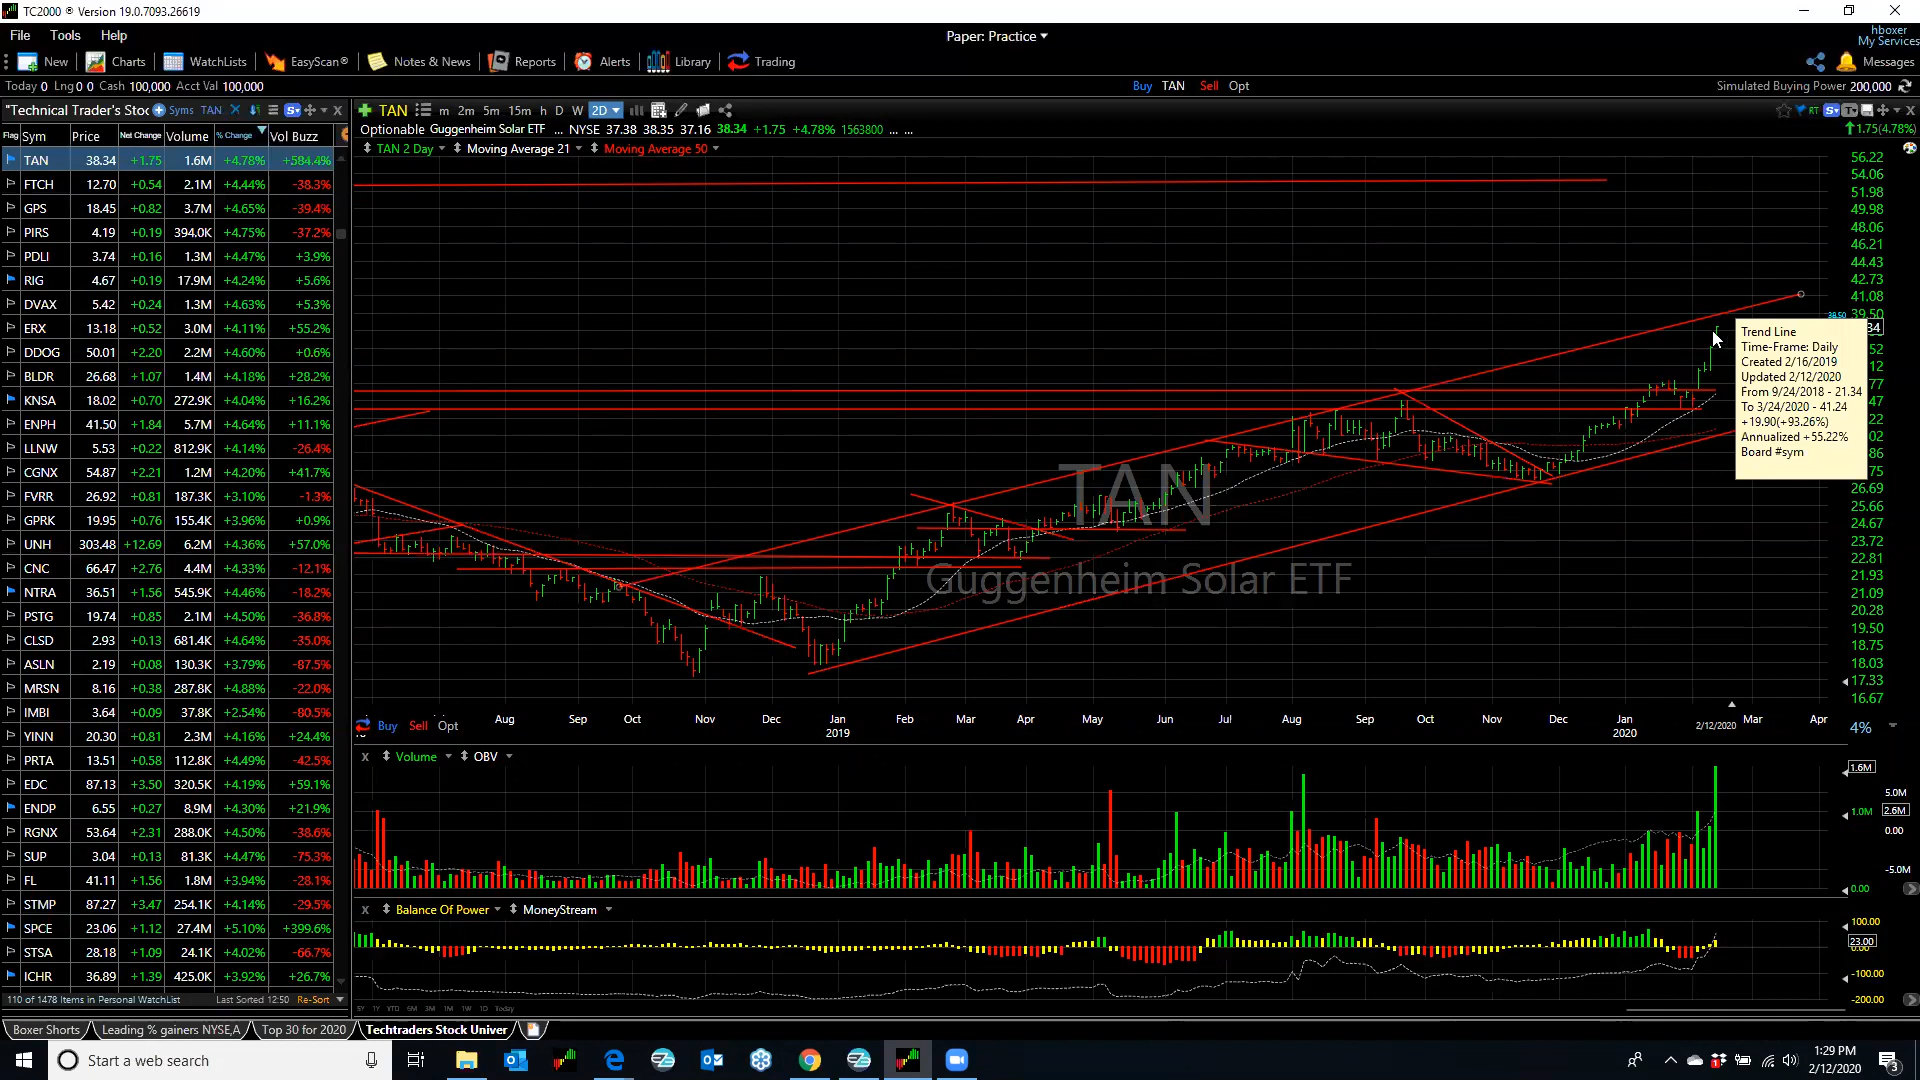 TC2000 ® Version 19.0.7093.26619
File Tools Help
Paper: Practice
hboxer
My Services
New Charts WatchLists EasyScan® Notes & News Reports Alerts Library Trading
Messages
Today 0 Lng 0 0 Cash 100,000 Acct Val 100,000
Buy TAN Sell Opt
Simulated Buying Power 200,000
"Technical Trader's Stoc Syms TAN
TAN m 2m 5m 15m h D W 2D
RT
Flag Sym Price Net Change Volume % Change Vol Buzz
Optionable Guggenheim Solar ETF ... NYSE 37.38 38.35 37.16 38.34 +1.75 +4.78% 1563800 ... ...
1.75(4.78%)
TAN 2 Day Moving Average 21 Moving Average 50
TAN 38.34 +1.75 1.6M +4.78% +584.4%
FTCH 12.70 +0.54 2.1M +4.44% -38.3%
GPS 18.45 +0.82 3.7M +4.65% -39.4%
PIRS 4.19 +0.19 394.0K +4.75% -37.2%
PDLI 3.74 +0.16 1.3M +4.47% +3.9%
RIG 4.67 +0.19 17.9M +4.24% +5.6%
DVAX 5.42 +0.24 1.3M +4.63% +5.3%
ERX 13.18 +0.52 3.0M +4.11% +55.2%
DDOG 50.01 +2.20 2.2M +4.60% +0.6%
BLDR 26.68 +1.07 1.4M +4.18% +28.2%
KNSA 18.02 +0.70 272.9K +4.04% +16.2%
ENPH 41.50 +1.84 5.7M +4.64% +11.1%
LLNW 5.53 +0.22 812.9K +4.14% -26.4%
CGNX 54.87 +2.21 1.2M +4.20% +41.7%
FVRR 26.92 +0.81 187.3K +3.10% -1.3%
GPRK 19.95 +0.76 155.4K +3.96% +0.9%
UNH 303.48 +12.69 6.2M +4.36% +57.0%
CNC 66.47 +2.76 4.4M +4.33% -12.1%
NTRA 36.51 +1.56 545.9K +4.46% -18.2%
PSTG 19.74 +0.85 2.1M +4.50% -36.8%
CLSD 2.93 +0.13 681.4K +4.64% -35.0%
ASLN 2.19 +0.08 130.3K +3.79% -87.5%
MRSN 8.16 +0.38 287.8K +4.88% -22.0%
IMBI 3.64 +0.09 37.8K +2.54% -80.5%
YINN 20.30 +0.81 2.3M +4.16% +24.4%
PRTA 13.51 +0.58 112.8K +4.49% -42.5%
EDC 87.13 +3.50 320.5K +4.19% +59.1%
ENDP 6.55 +0.27 8.9M +4.30% +21.9%
RGNX 53.64 +2.31 288.0K +4.50% -38.6%
SUP 3.04 +0.13 81.3K +4.47% -75.3%
FL 41.11 +1.56 1.8M +3.94% -28.1%
STMP 87.27 +3.47 254.1K +4.14% -29.5%
SPCE 23.06 +1.12 27.4M +5.10% +399.6%
STSA 28.18 +1.09 24.1K +4.02% -66.7%
ICHR 36.89 +1.39 425.0K +3.92% +26.7%
110 of 1478 Items in Personal WatchList Last Sorted 12:50 Re-Sort
56.22
54.06
51.98
49.98
48.06
46.21
44.43
42.73
41.08
39.50
38.50
34
52
12
77
47
22
02
86
75
26.69
25.66
24.67
23.72
22.81
21.93
21.09
20.28
19.50
18.75
18.03
17.33
16.67
Trend Line
Time-Frame: Daily
Created 2/16/2019
Updated 2/12/2020
From 9/24/2018 - 21.34
To 3/24/2020 - 41.24
+19.90(+93.26%)
Annualized +55.22%
Board #sym
TAN
Guggenheim Solar ETF
Aug Sep Oct Nov Dec Jan Feb Mar Apr May Jun Jul Aug Sep Oct Nov Dec Jan Mar Apr
2019 2020 2/12/2020
4%
Buy Sell Opt
Volume OBV
1.6M
5.0M
1.0M 2.6M
0.00
-5.0M
0.00
Balance Of Power MoneyStream
100.00
23.00
-100.00
-200.00
5Y 1Y YTD 6M 3M 1M 1W 1D Today
Boxer Shorts Leading % gainers NYSE,A Top 30 for 2020 Techtraders Stock Univer
Start a web search
1:29 PM
2/12/2020
3